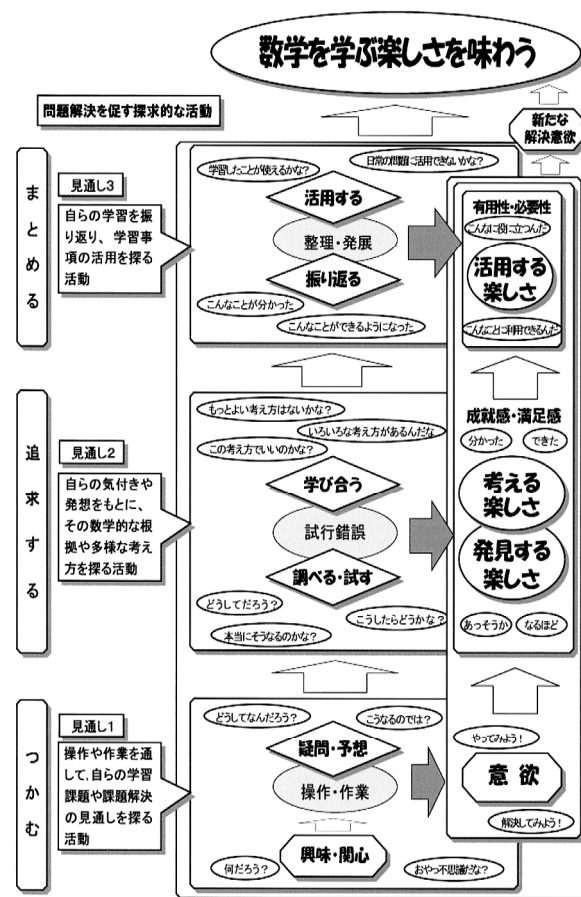 数学を学ぶ楽しさを味わう
問題解決を促す探求的な活動
新たな
解決意欲
まとめる
見通し3
自らの学習を振
り返り、学習事
項の活用を探る
活動
学習したことが使えるかな?
日常の問題に活用できないかな?
活用する
整理・発展
振り返る
こんなことが分かった
こんなことができるようになった
有用性・必要性
こんなに役に立つんだ
活用する
楽しさ
こんなことに利用できるんだ
追求する
見通し2
自らの気付きや
発想をもとに、
その数学的な根
拠や多様な考え
方を探る活動
もっとよい考え方はないかな?
いろいろな考え方があるんだな
この考え方でいいのかな?
学び合う
試行錯誤
調べる・試す
どうしてだろう?
こうしたらどうかな?
本当にそうなるのかな?
成就感・満足感
分かった
できた
考える
楽しさ
発見する
楽しさ
あっそうか
なるほど
つかむ
見通し1
操作や作業を通
して、自らの学習
課題や課題解決
の見通しを探る
活動
どうしてなんだろう?
こうなるのでは?
疑問・予想
操作・作業
興味・関心
何だろう?
おやっ不思議だな?
やってみよう!
意欲
解決してみよう!